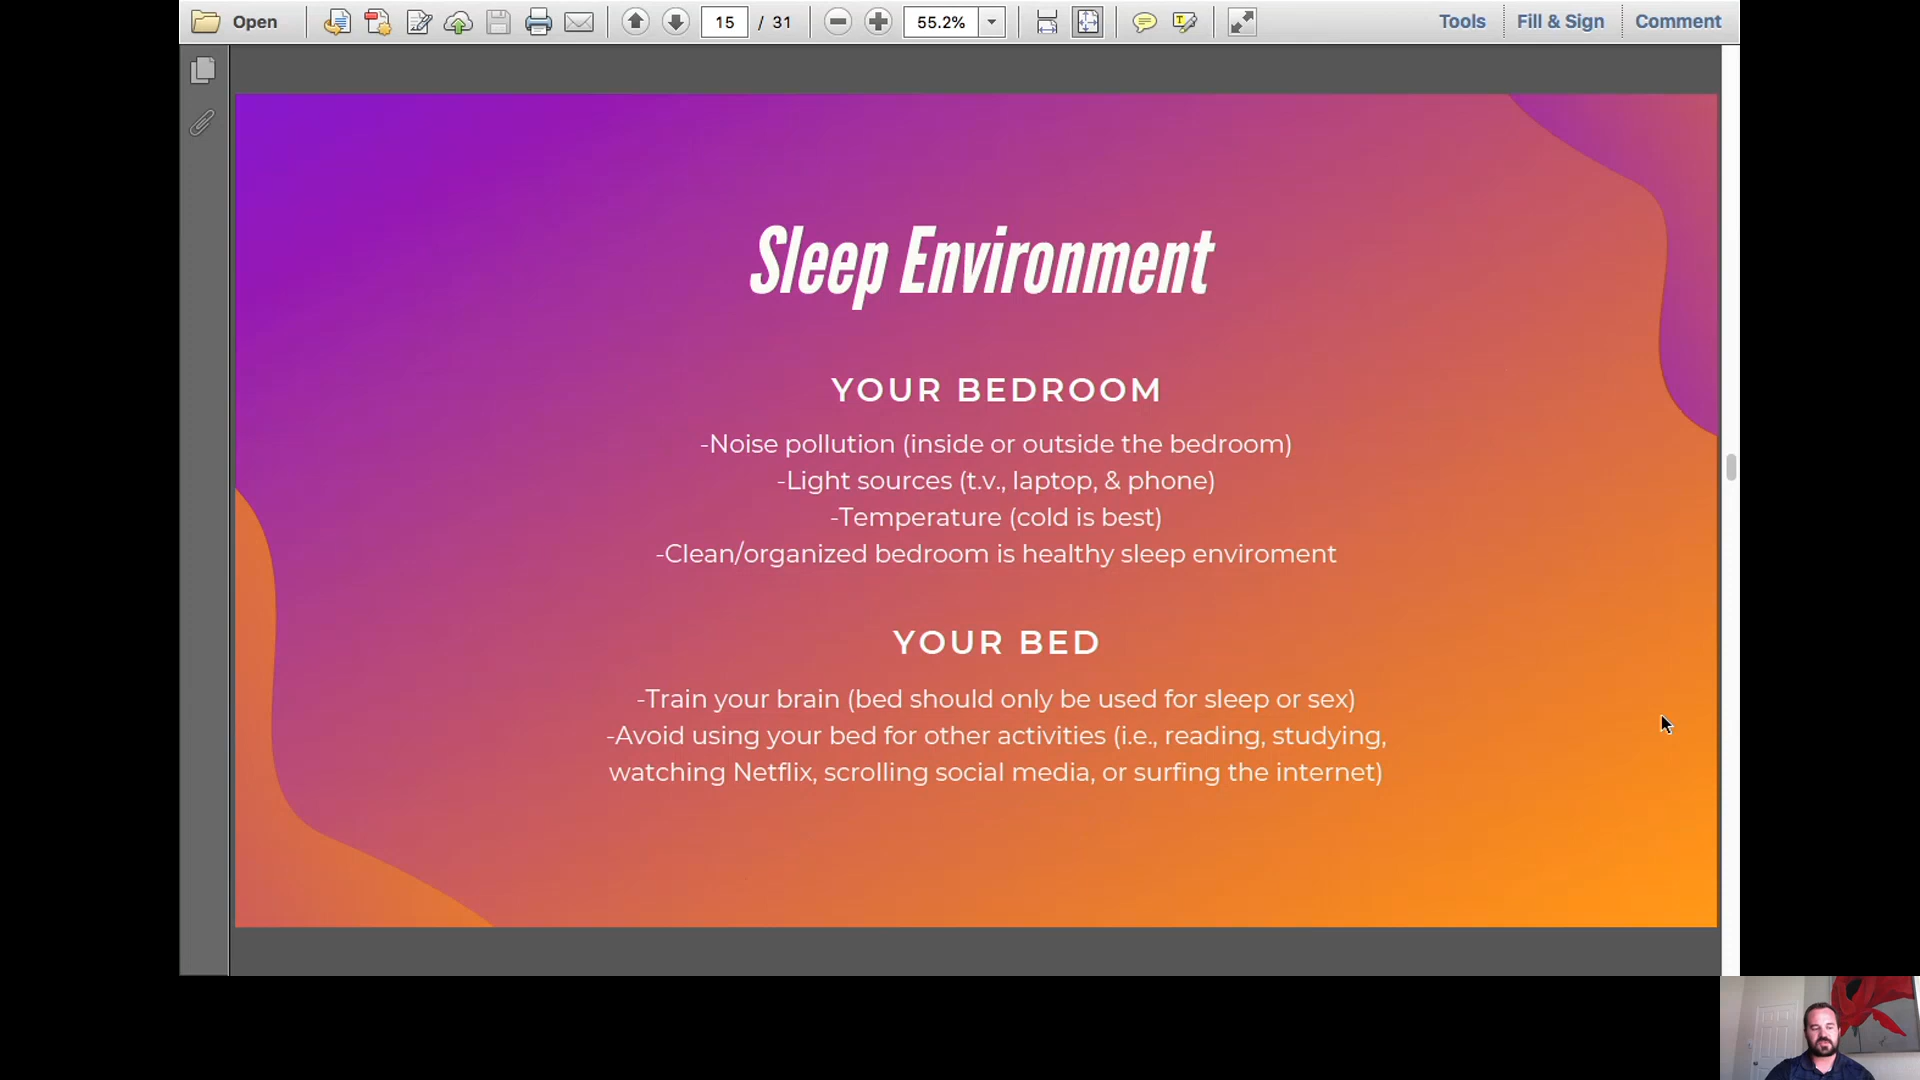 Open 15 / 31 55.2% Tools Fill & Sign Comment
Sleep Environment
YOUR BEDROOM
-Noise pollution (inside or outside the bedroom)
-Light sources (t.v., laptop, & phone)
-Temperature (cold is best)
-Clean/organized bedroom is healthy sleep enviroment
YOUR BED
-Train your brain (bed should only be used for sleep or sex)
-Avoid using your bed for other activities (i.e., reading, studying,
watching Netflix, scrolling social media, or surfing the internet)